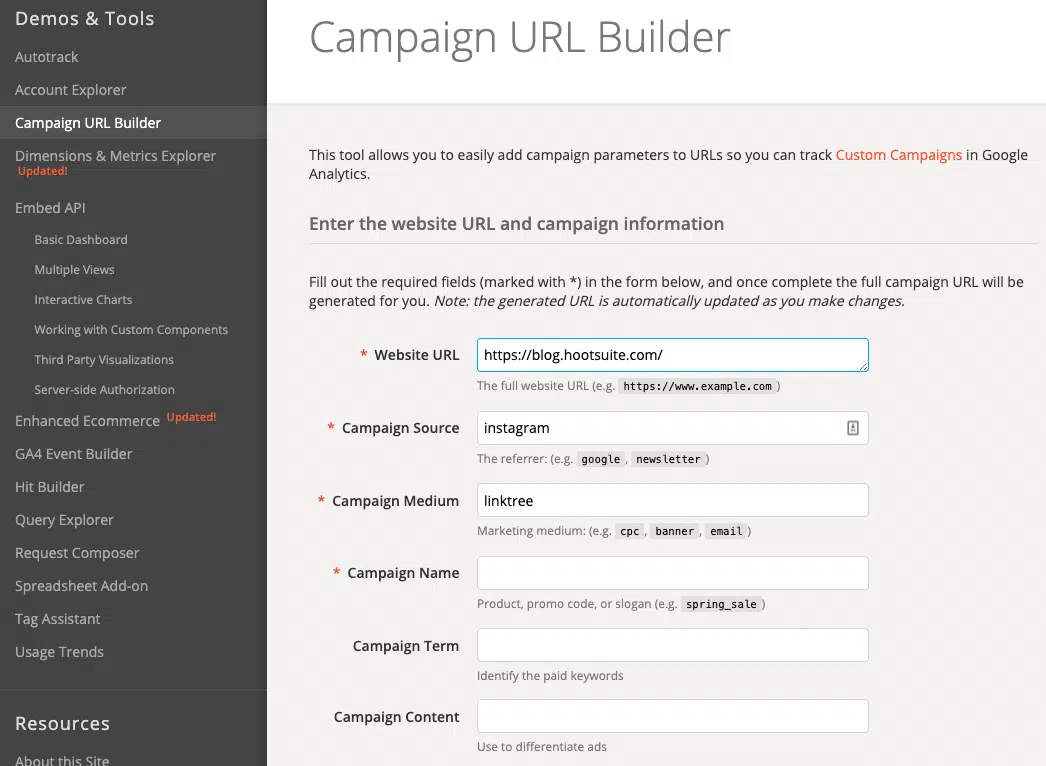 Demos & Tools
Autotrack
Account Explorer
Campaign URL Builder
Dimensions & Metrics Explorer
Updated!
Embed API
Basic Dashboard
Multiple Views
Interactive Charts
Working with Custom Components
Third Party Visualizations
Server-side Authorization
Enhanced Ecommerce Updated!
GA4 Event Builder
Hit Builder
Query Explorer
Request Composer
Spreadsheet Add-on
Tag Assistant
Usage Trends
Resources
About this Site
Campaign URL Builder
This tool allows you to easily add campaign parameters to URLs so you can track Custom Campaigns in Google
Analytics.
Enter the website URL and campaign information
Fill out the required fields (marked with *) in the form below, and once complete the full campaign URL will be
generated for you. Note: the generated URL is automatically updated as you make changes.
* Website URL https://blog.hootsuite.com/
The full website URL (e.g. https://www.example.com )
* Campaign Source instagram
The referrer: (e.g. google , newsletter )
* Campaign Medium linktree
Marketing medium: (e.g. cpc , banner , email )
* Campaign Name
Product, promo code, or slogan (e.g. spring_sale )
Campaign Term
Identify the paid keywords
Campaign Content
Use to differentiate ads